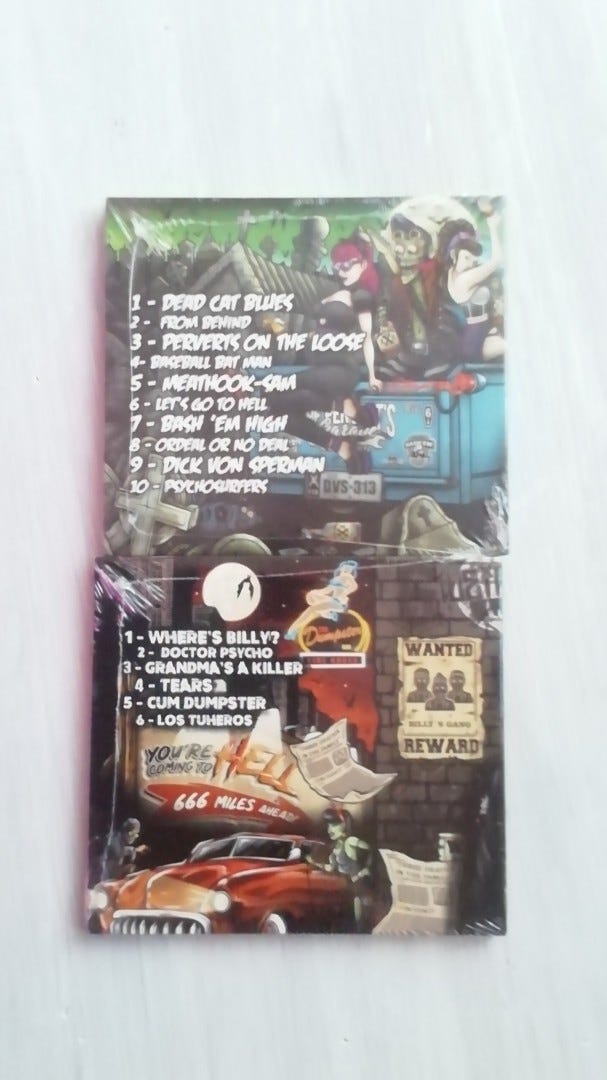 1 - DEAD CAT BLUES
2 - FROM BEHIND
3 - PERVERTS ON THE LOOSE
4- BASEBALL BAT MAN
5 - MEATHOOK-SAM
6 - LET'S GO TO HELL
7 - BASH 'EM HIGH
8 - ORDEAL OR NO DEAL
9 - DICK VON SPERMAN
10 - PSYCHOSURFERS
DVS-313
1 - WHERE'S BILLY?
2 - DOCTOR PSYCHO
3 - GRANDMA'S A KILLER
4 - TEARS
5 - CUM DUMPSTER
6 - LOS TUHEROS
Dumpster
WANTED
BILLY'S GANG
REWARD
YOU'RE
COMING TO
HELL
666 MILES AHEAD!